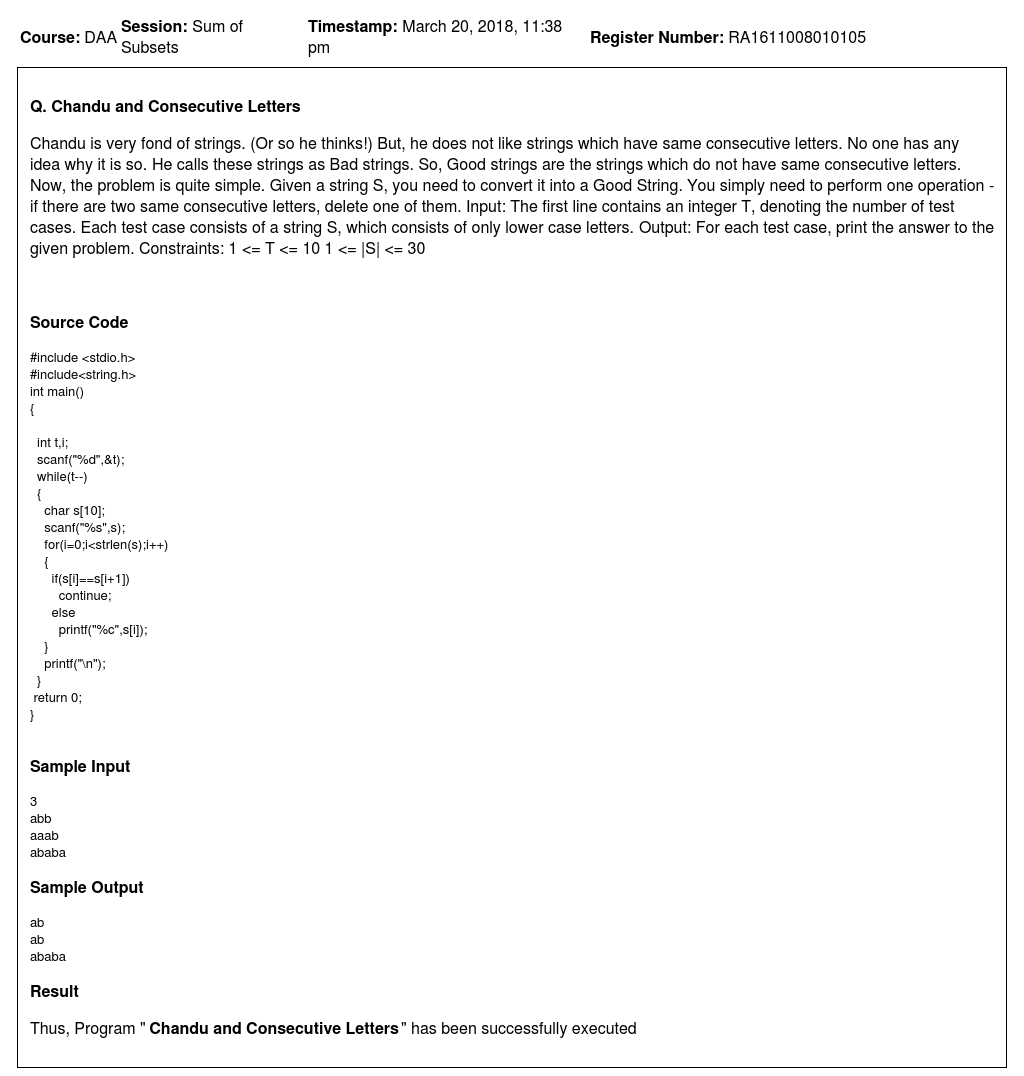 Course: DAA Session: Sum of Subsets Timestamp: March 20, 2018, 11:38 pm Register Number: RA1611008010105
Q. Chandu and Consecutive Letters
Chandu is very fond of strings. (Or so he thinks!) But, he does not like strings which have same consecutive letters. No one has any
idea why it is so. He calls these strings as Bad strings. So, Good strings are the strings which do not have same consecutive letters.
Now, the problem is quite simple. Given a string S, you need to convert it into a Good String. You simply need to perform one operation -
if there are two same consecutive letters, delete one of them. Input: The first line contains an integer T, denoting the number of test
cases. Each test case consists of a string S, which consists of only lower case letters. Output: For each test case, print the answer to the
given problem. Constraints: 1 <= T <= 10 1 <= |S| <= 30
Source Code
#include <stdio.h>
#include<string.h>
int main()
{
int t,i;
scanf("%d",&t);
while(t--)
{
char s[10];
scanf("%s",s);
for(i=0;i<strlen(s);i++)
{
if(s[i]==s[i+1])
continue;
else
printf("%c",s[i]);
}
printf("\n");
}
return 0;
}
Sample Input
3
abb
aaab
ababa
Sample Output
ab
ab
ababa
Result
Thus, Program " Chandu and Consecutive Letters" has been successfully executed